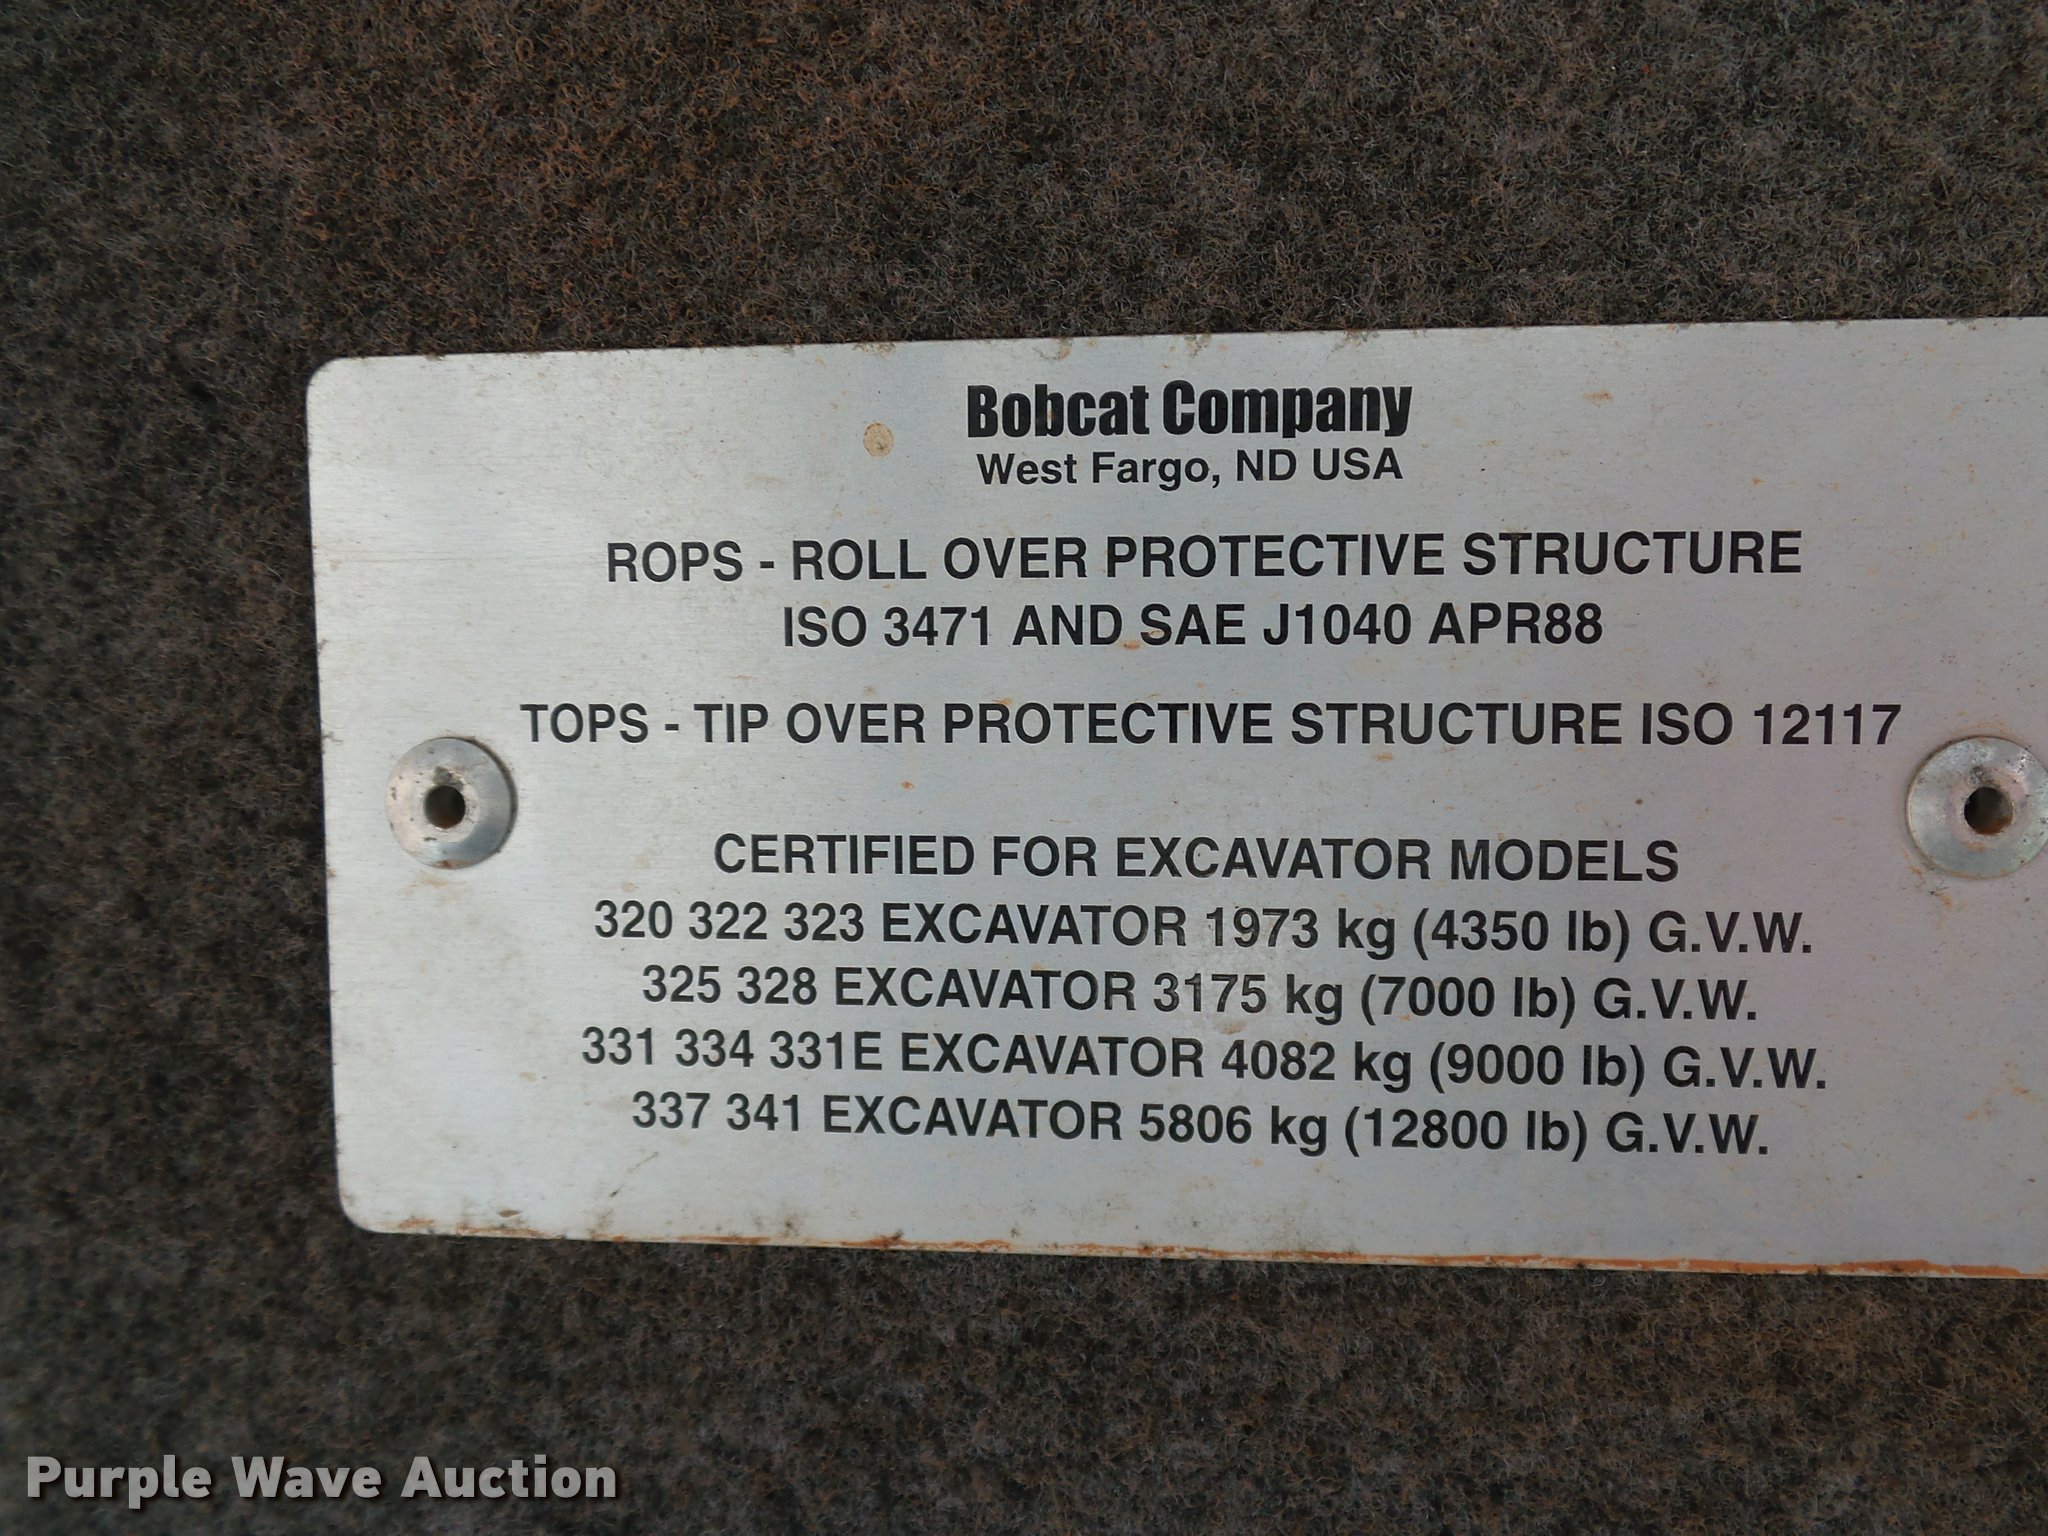 Bobcat Company
West Fargo, ND USA
ROPS - ROLL OVER PROTECTIVE STRUCTURE
ISO 3471 AND SAE J1040 APR88
TOPS - TIP OVER PROTECTIVE STRUCTURE ISO 12117
CERTIFIED FOR EXCAVATOR MODELS
320 322 323 EXCAVATOR 1973 kg (4350 lb) G.V.W.
325 328 EXCAVATOR 3175 kg (7000 lb) G.V.W.
331 334 331E EXCAVATOR 4082 kg (9000 lb) G.V.W.
337 341 EXCAVATOR 5806 kg (12800 lb) G.V.W.
Purple Wave Auction